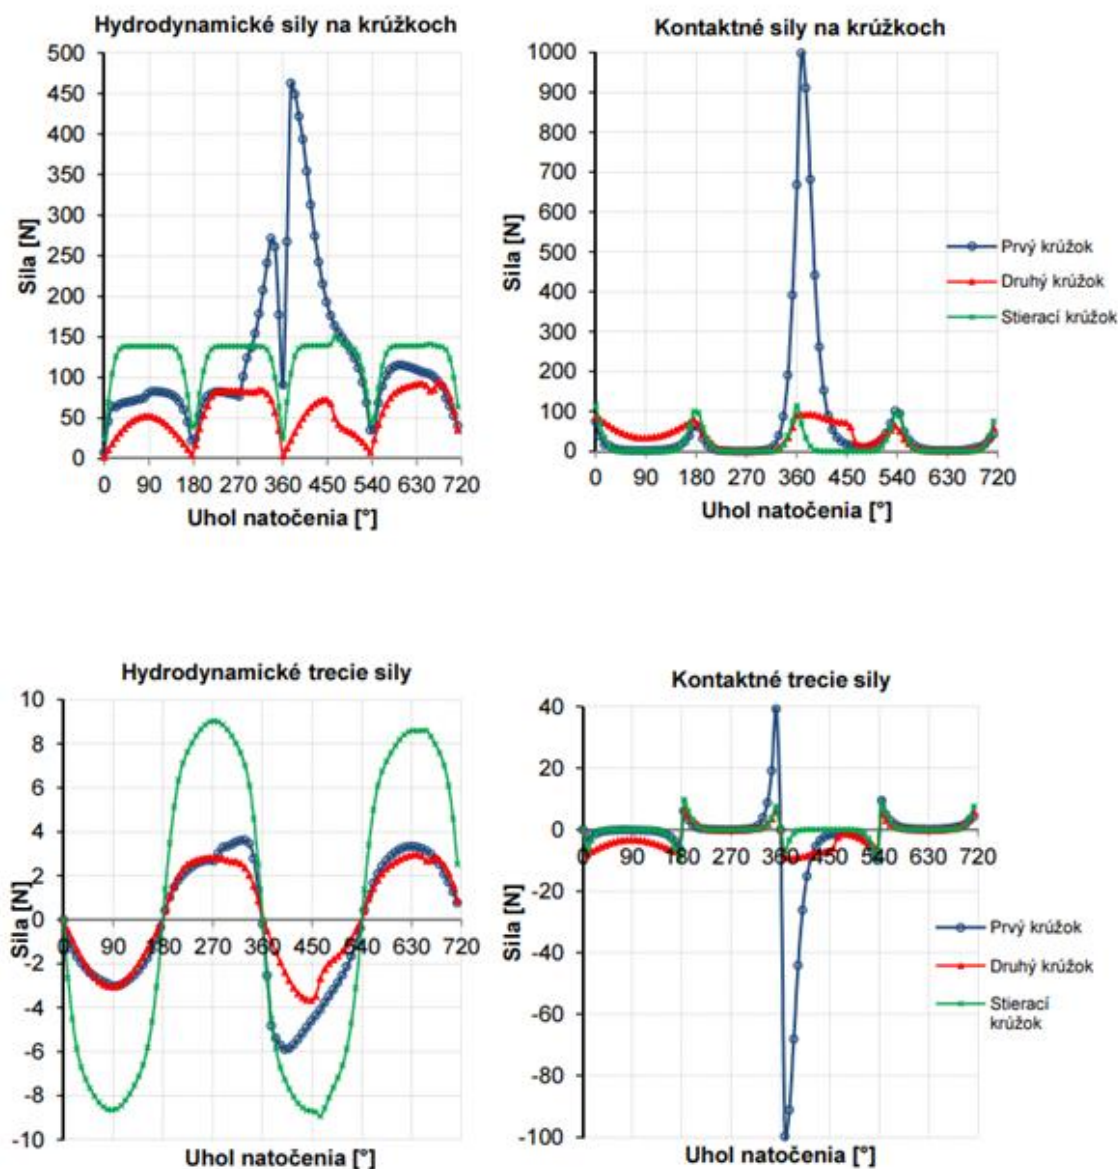 Hydrodynamické sily na krúžkoch
500
450
400
350
300
250
200
150
100
50
0
Sila [N]
0 90 180 270 360 450 540 630 720
Uhol natočenia [°]
Kontaktné sily na krúžkoch
1000
900
800
700
600
500
400
300
200
100
0
Sila [N]
0 90 180 270 360 450 540 630 720
Uhol natočenia [°]
Prvý krúžok
Druhý krúžok
Stierací krúžok
Hydrodynamické trecie sily
10
8
6
4
2
0
-2
-4
-6
-8
-10
Sila [N]
0 90 180 270 360 450 540 630 720
Uhol natočenia [°]
Kontaktné trecie sily
40
20
0
-20
-40
-60
-80
-100
Sila [N]
0 90 180 270 360 450 540 630 720
Uhol natočenia [°]
Prvý krúžok
Druhý krúžok
Stierací
krúžok